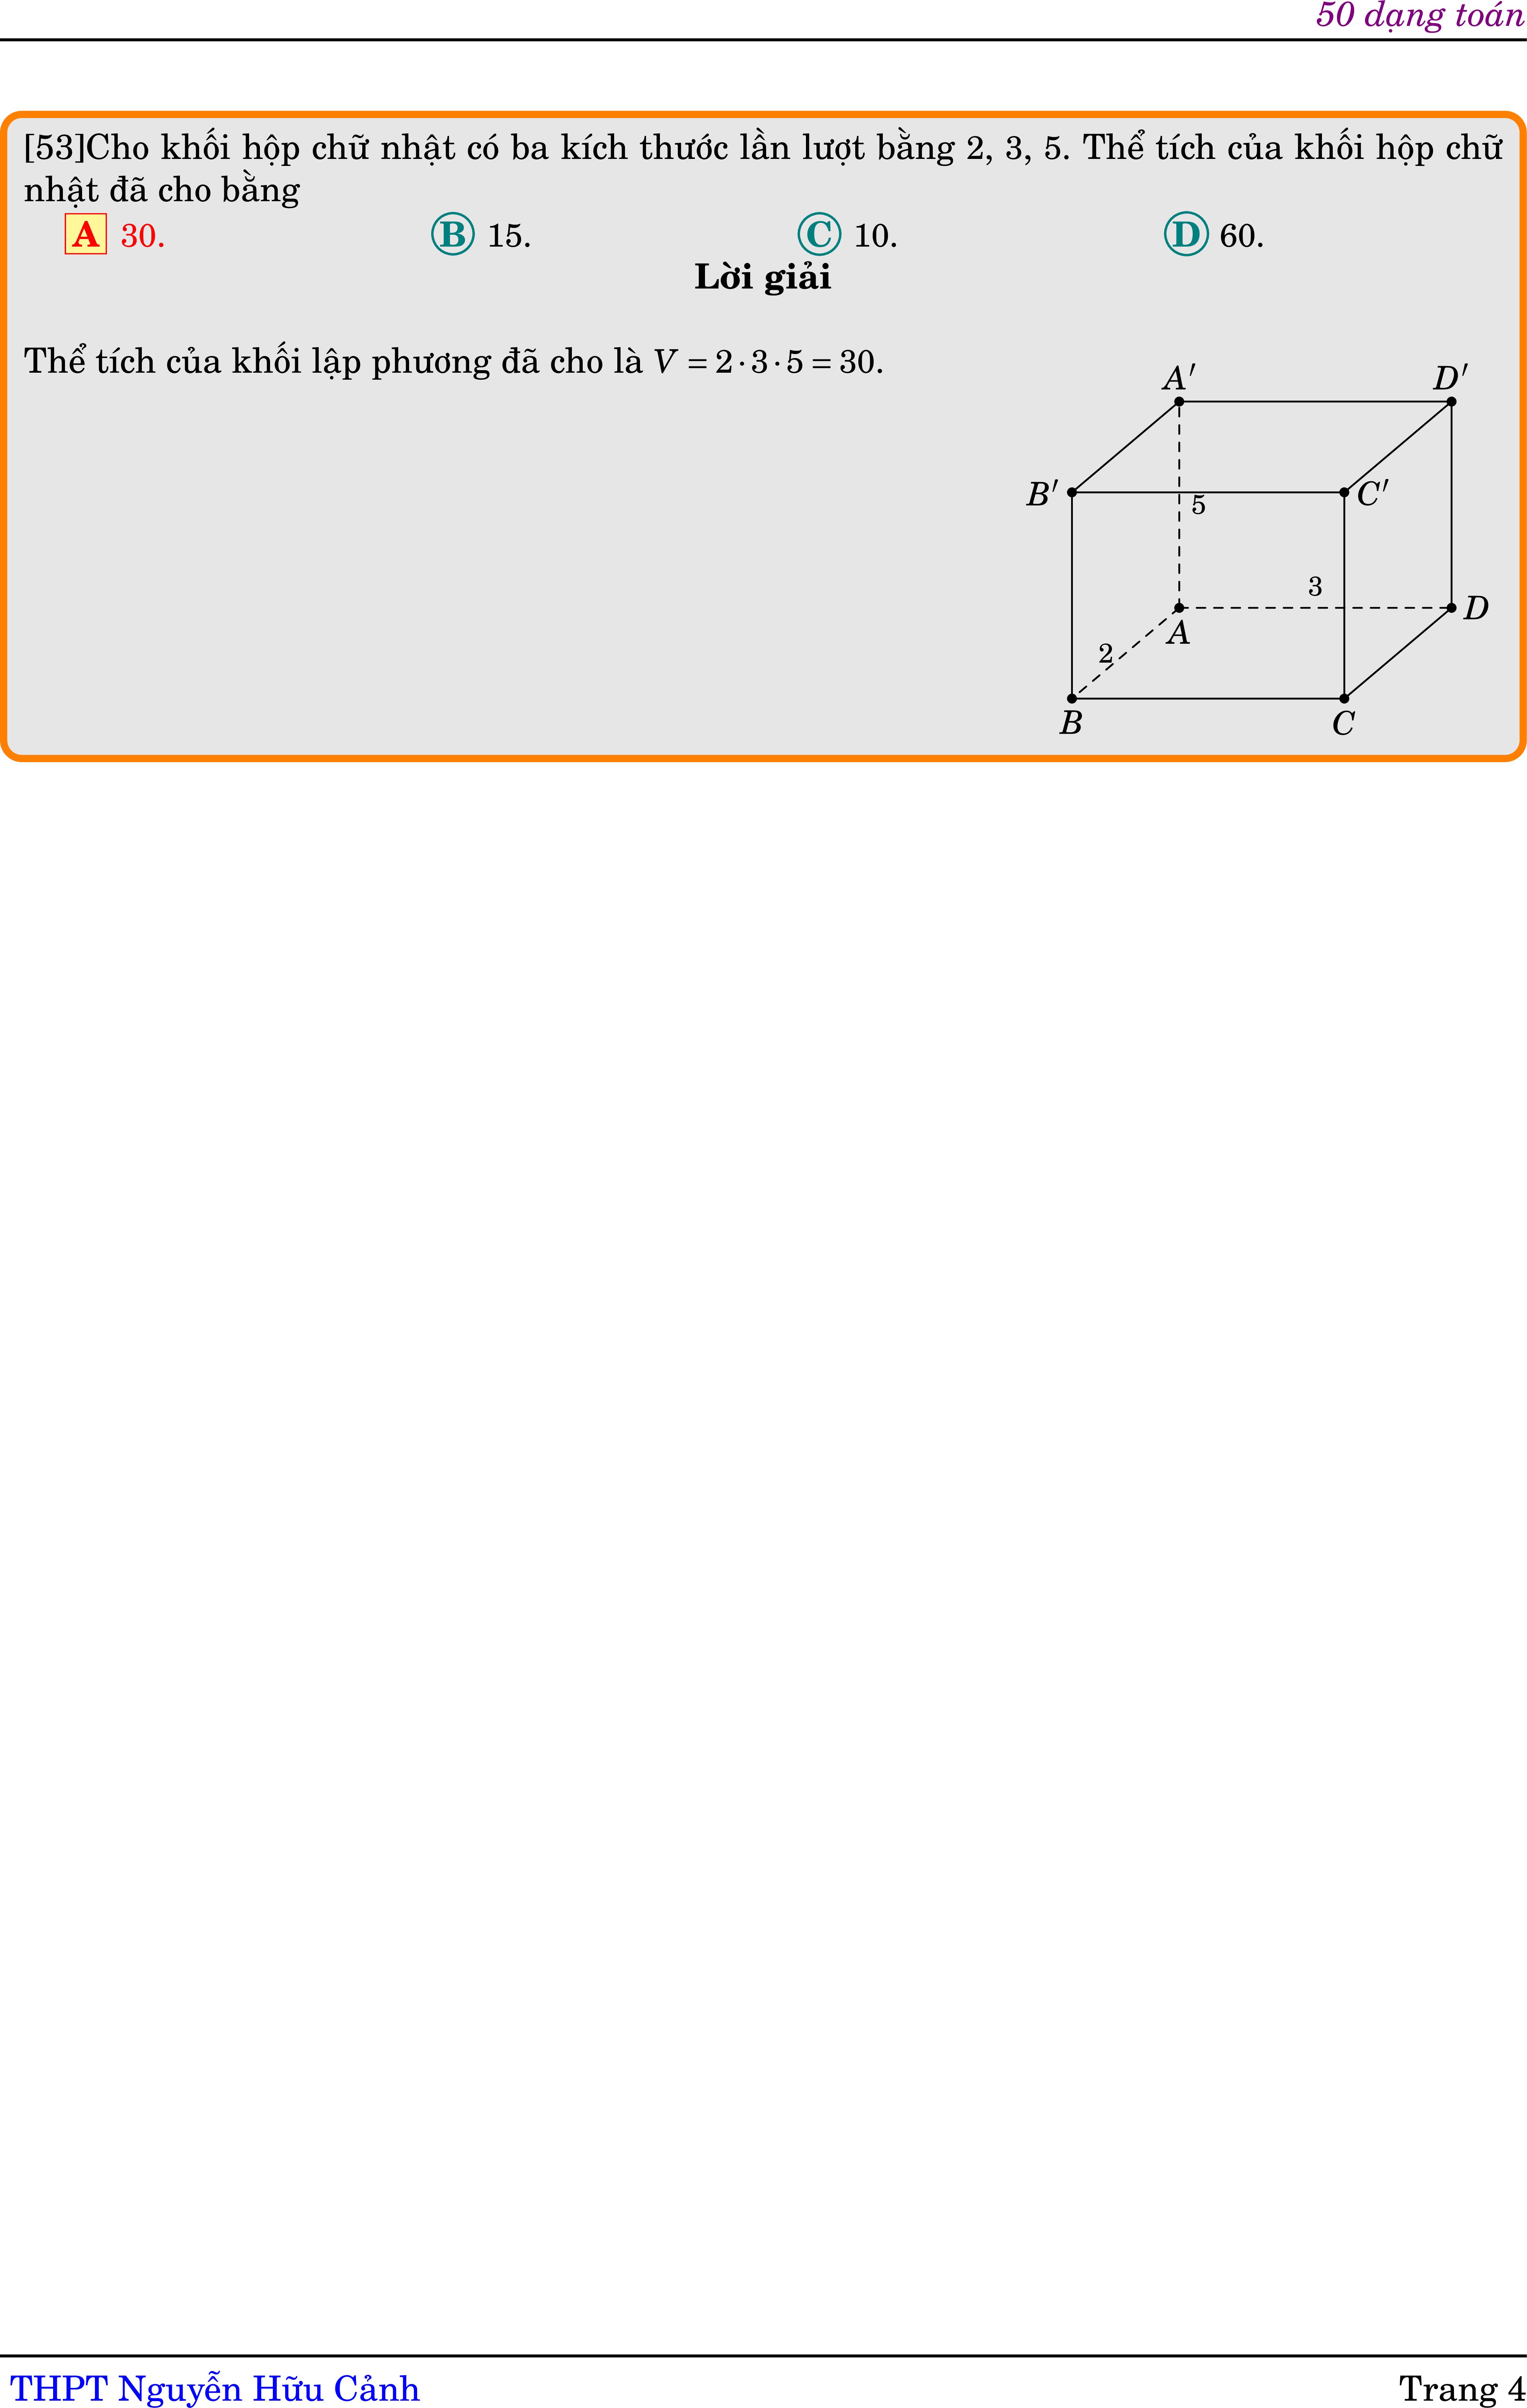 50 dạng toán
[53]Cho khối hộp chữ nhật có ba kích thước lần lượt bằng 2, 3, 5. Thể tích của khối hộp chữ
nhật đã cho bằng
A 30. B 15. C 10. D 60.
Lời giải
Thể tích của khối lập phương đã cho là V = 2 · 3 · 5 = 30.
A′ D′
B′ C′
5
3
A D
2
B C
THPT Nguyễn Hữu Cảnh Trang 4